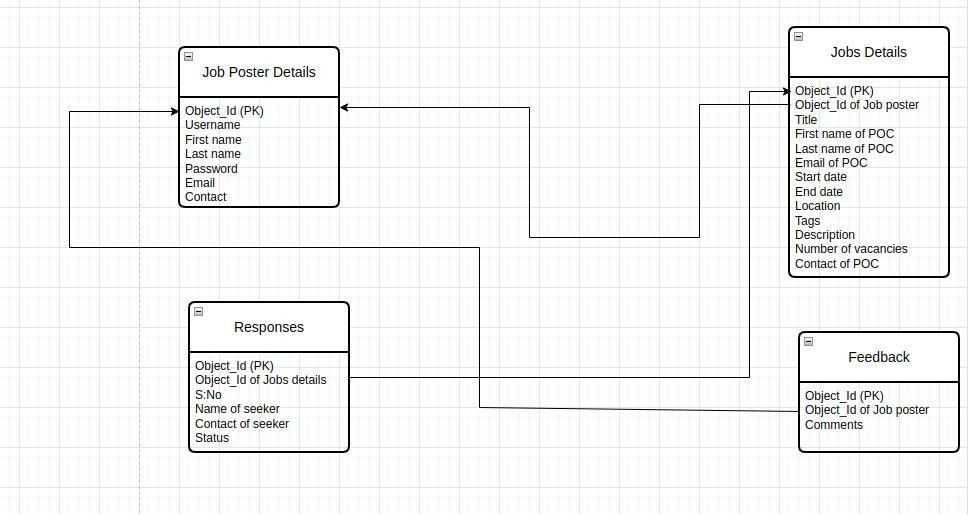 Job Poster Details
Object_Id (PK)
Username
First name
Last name
Password
Email
Contact
Jobs Details
Object_Id (PK)
Object_Id of Job poster
Title
First name of POC
Last name of POC
Email of POC
Start date
End date
Location
Tags
Description
Number of vacancies
Contact of POC
Responses
Object_Id (PK)
Object_Id of Jobs details
S:No
Name of seeker
Contact of seeker
Status
Feedback
Object_Id (PK)
Object_Id of Job poster
Comments